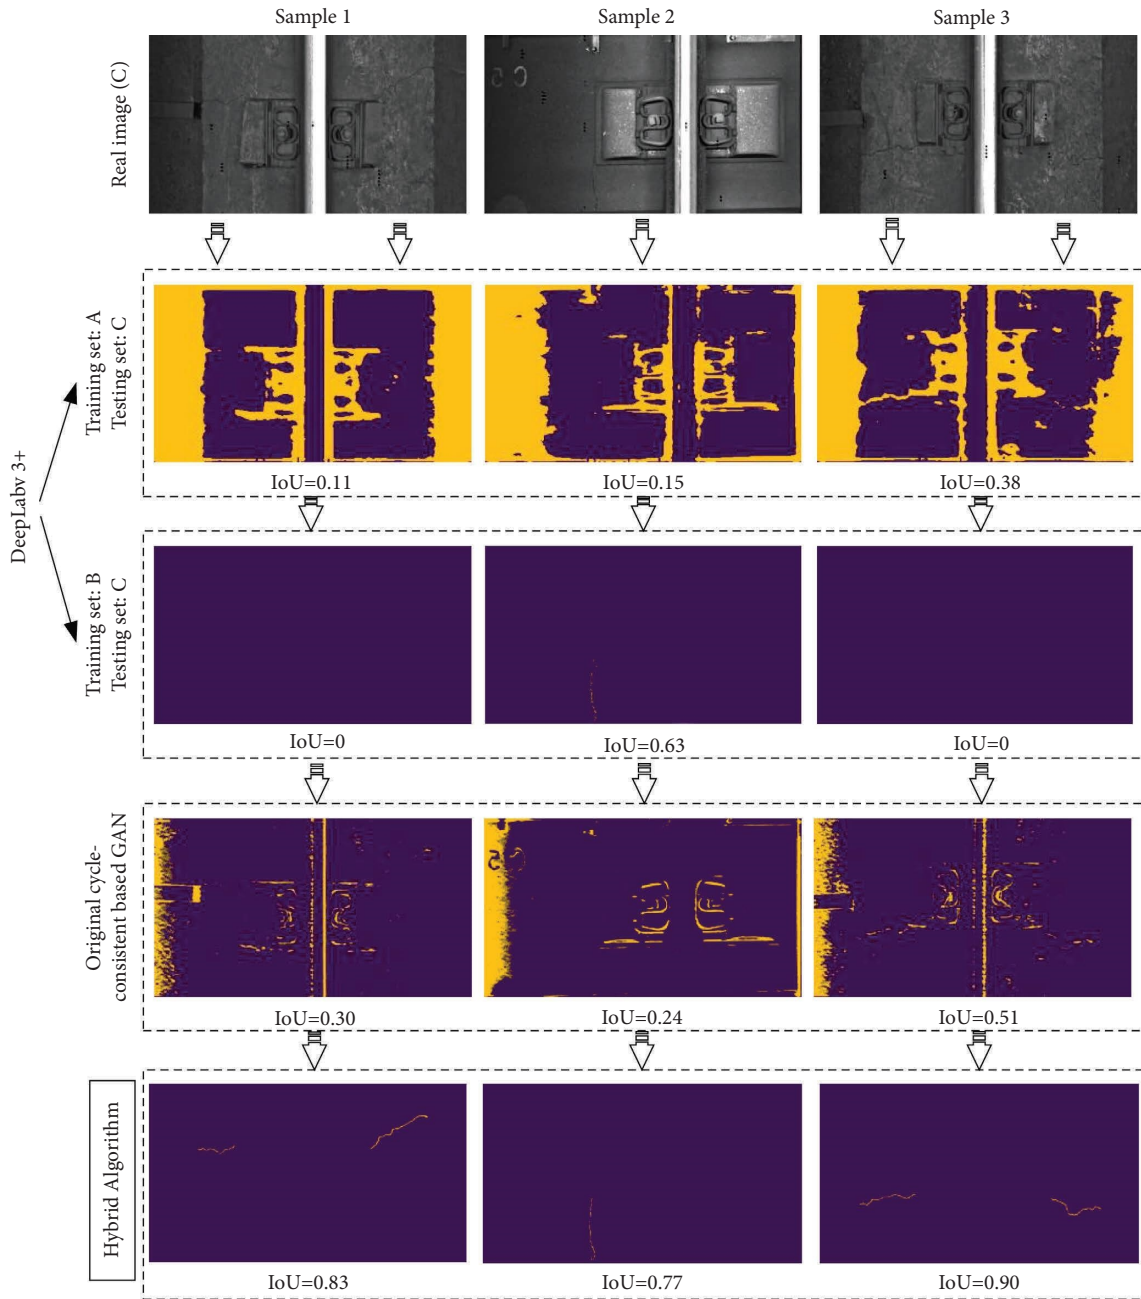 Sample 1
Sample 2
Sample 3
Real image (C)
DeepLabv 3+
Training set: A
Testing set: C
IoU=0.11
IoU=0.15
IoU=0.38
Training set: B
Testing set: C
IoU=0
IoU=0.63
IoU=0
Original cycle-
consistent based GAN
IoU=0.30
IoU=0.24
IoU=0.51
Hybrid Algorithm
IoU=0.83
IoU=0.77
IoU=0.90